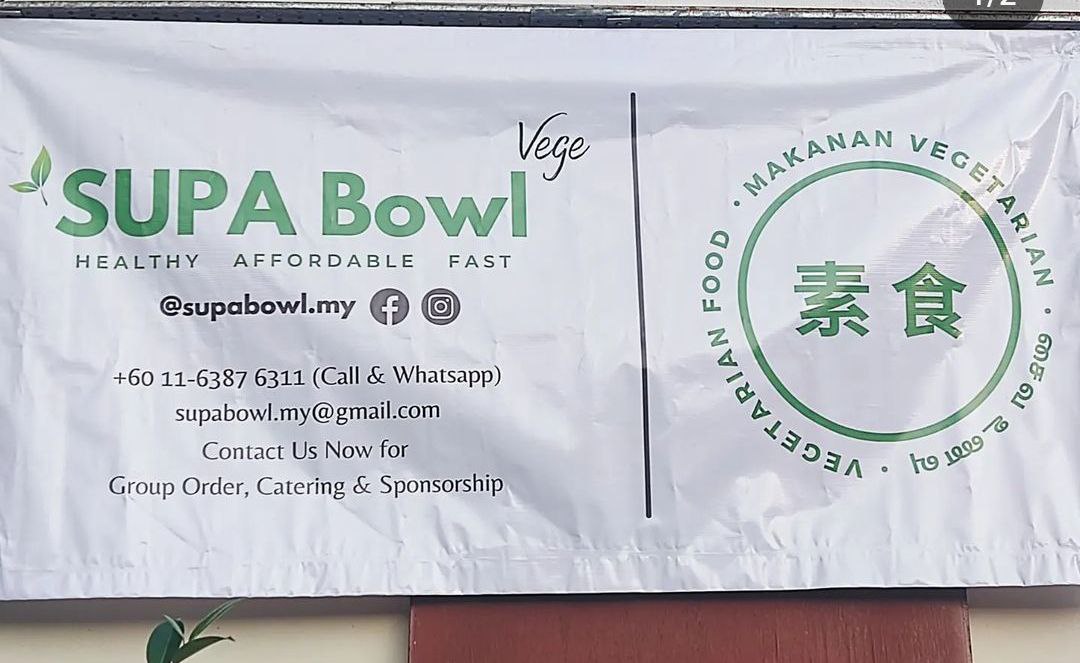 Vege
SUPA Bowl
HEALTHY AFFORDABLE FAST
@supabowl.my
+60 11-6387 6311 (Call & Whatsapp)
supabowl.my@gmail.com
Contact Us Now for
Group Order, Catering & Sponsorship
• MAKANAN VEGETARIAN •
சைவ உணவு •
VEGETARIAN FOOD
素食